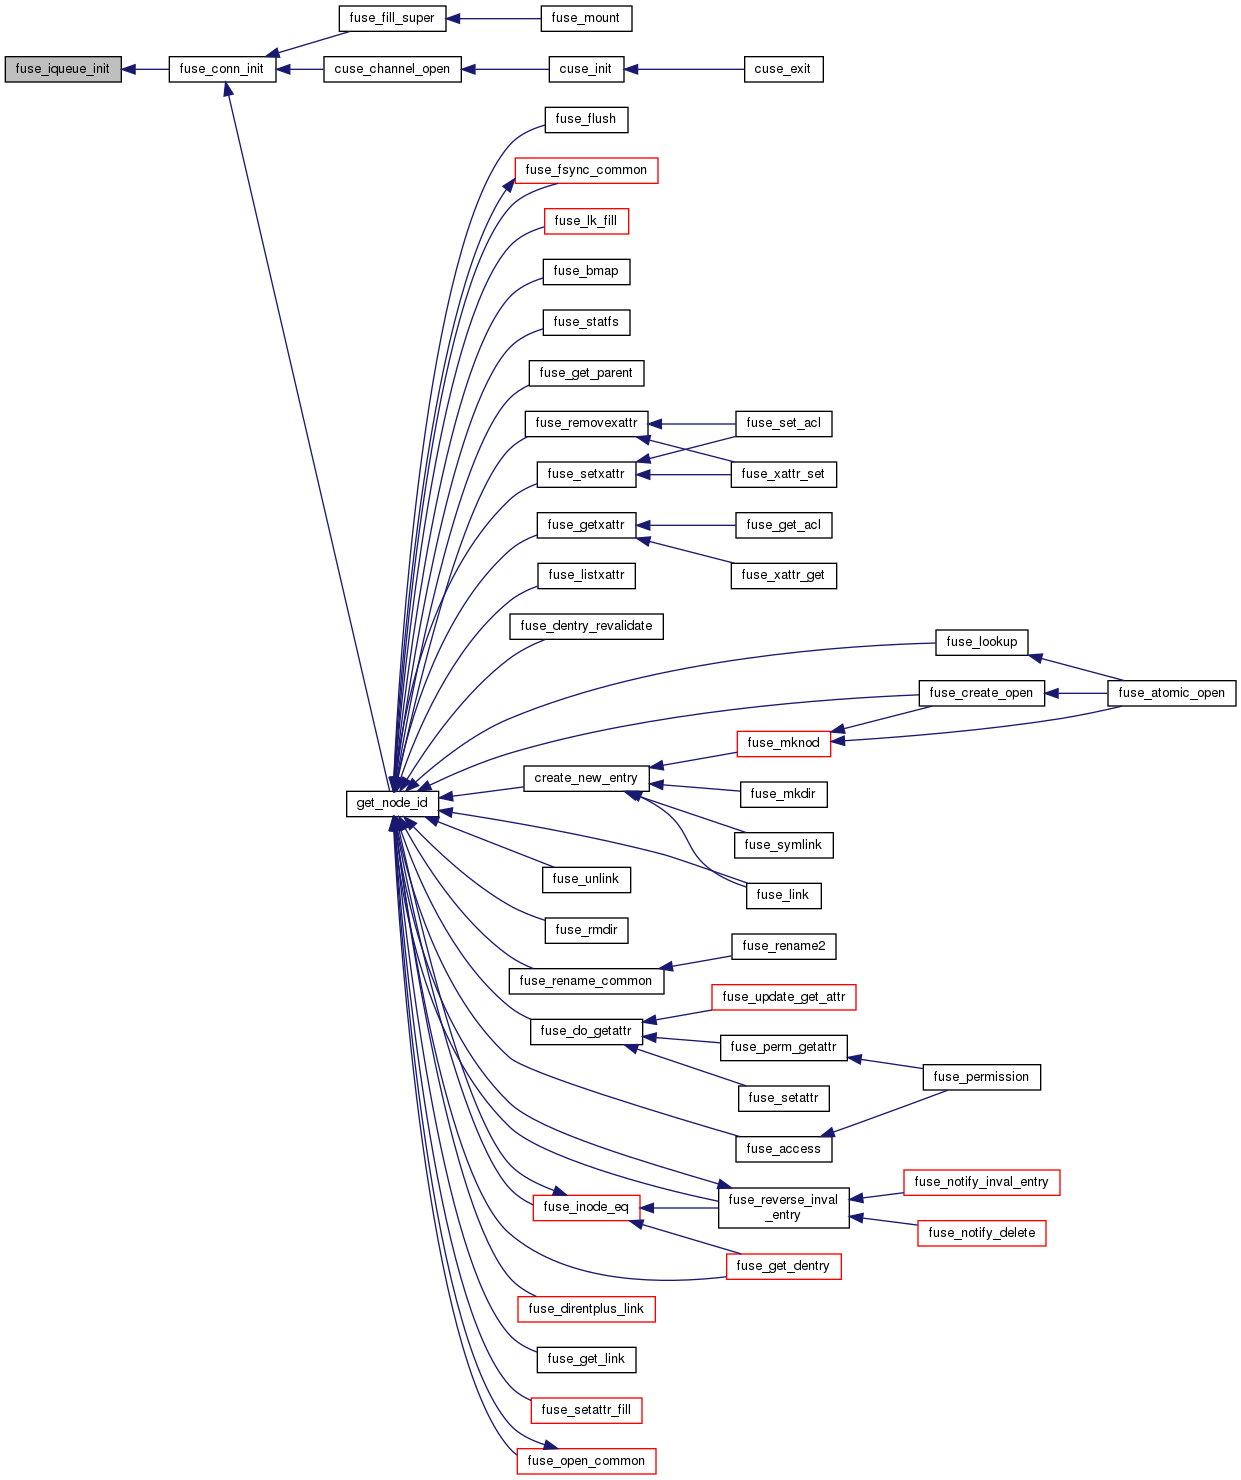 fuse_fill_super
fuse_mount
fuse_iqueue_init
fuse_conn_init
cuse_channel_open
cuse_init
cuse_exit
fuse_flush
fuse_fsync_common
fuse_lk_fill
fuse_bmap
fuse_statfs
fuse_get_parent
fuse_removexattr
fuse_set_acl
fuse_setxattr
fuse_xattr_set
fuse_getxattr
fuse_get_acl
fuse_listxattr
fuse_xattr_get
fuse_dentry_revalidate
fuse_lookup
fuse_create_open
fuse_atomic_open
fuse_mknod
create_new_entry
fuse_mkdir
get_node_id
fuse_symlink
fuse_unlink
fuse_link
fuse_rmdir
fuse_rename2
fuse_rename_common
fuse_update_get_attr
fuse_do_getattr
fuse_perm_getattr
fuse_permission
fuse_setattr
fuse_access
fuse_notify_inval_entry
fuse_reverse_inval
_entry
fuse_inode_eq
fuse_notify_delete
fuse_get_dentry
fuse_direntplus_link
fuse_get_link
fuse_setattr_fill
fuse_open_common